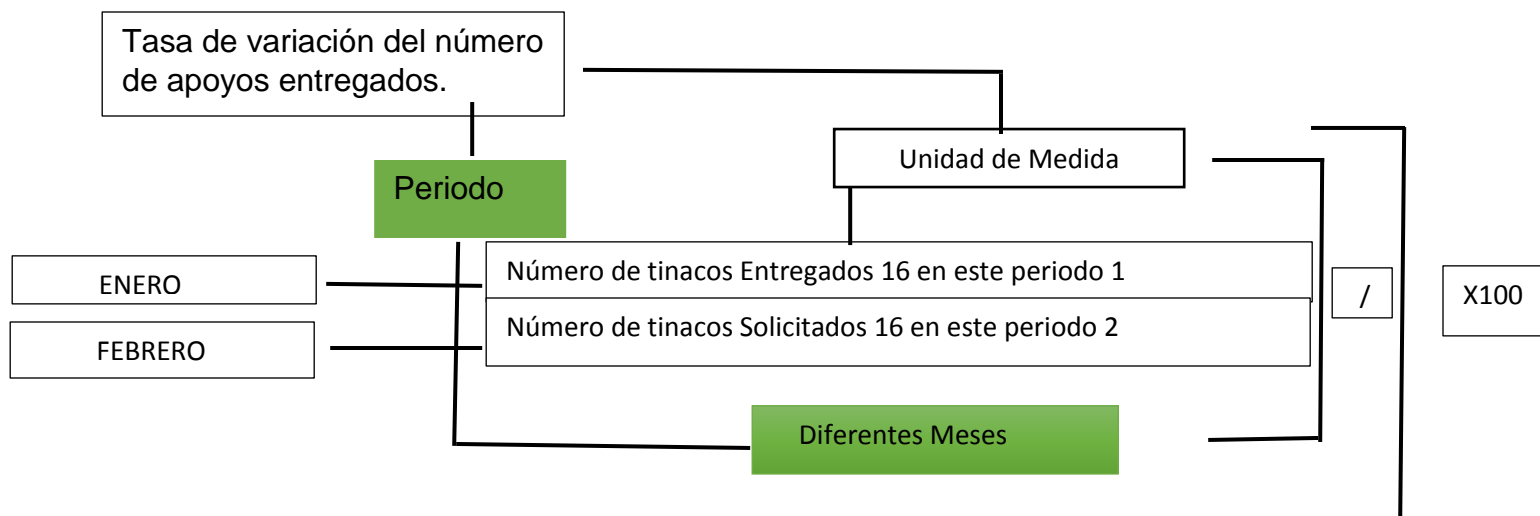 Tasa de variación del número
de apoyos entregados.
Unidad de Medida
Periodo
Número de tinacos Entregados 16 en este periodo 1
ENERO
/
X100
Número de tinacos Solicitados 16 en este periodo 2
FEBRERO
Diferentes Meses